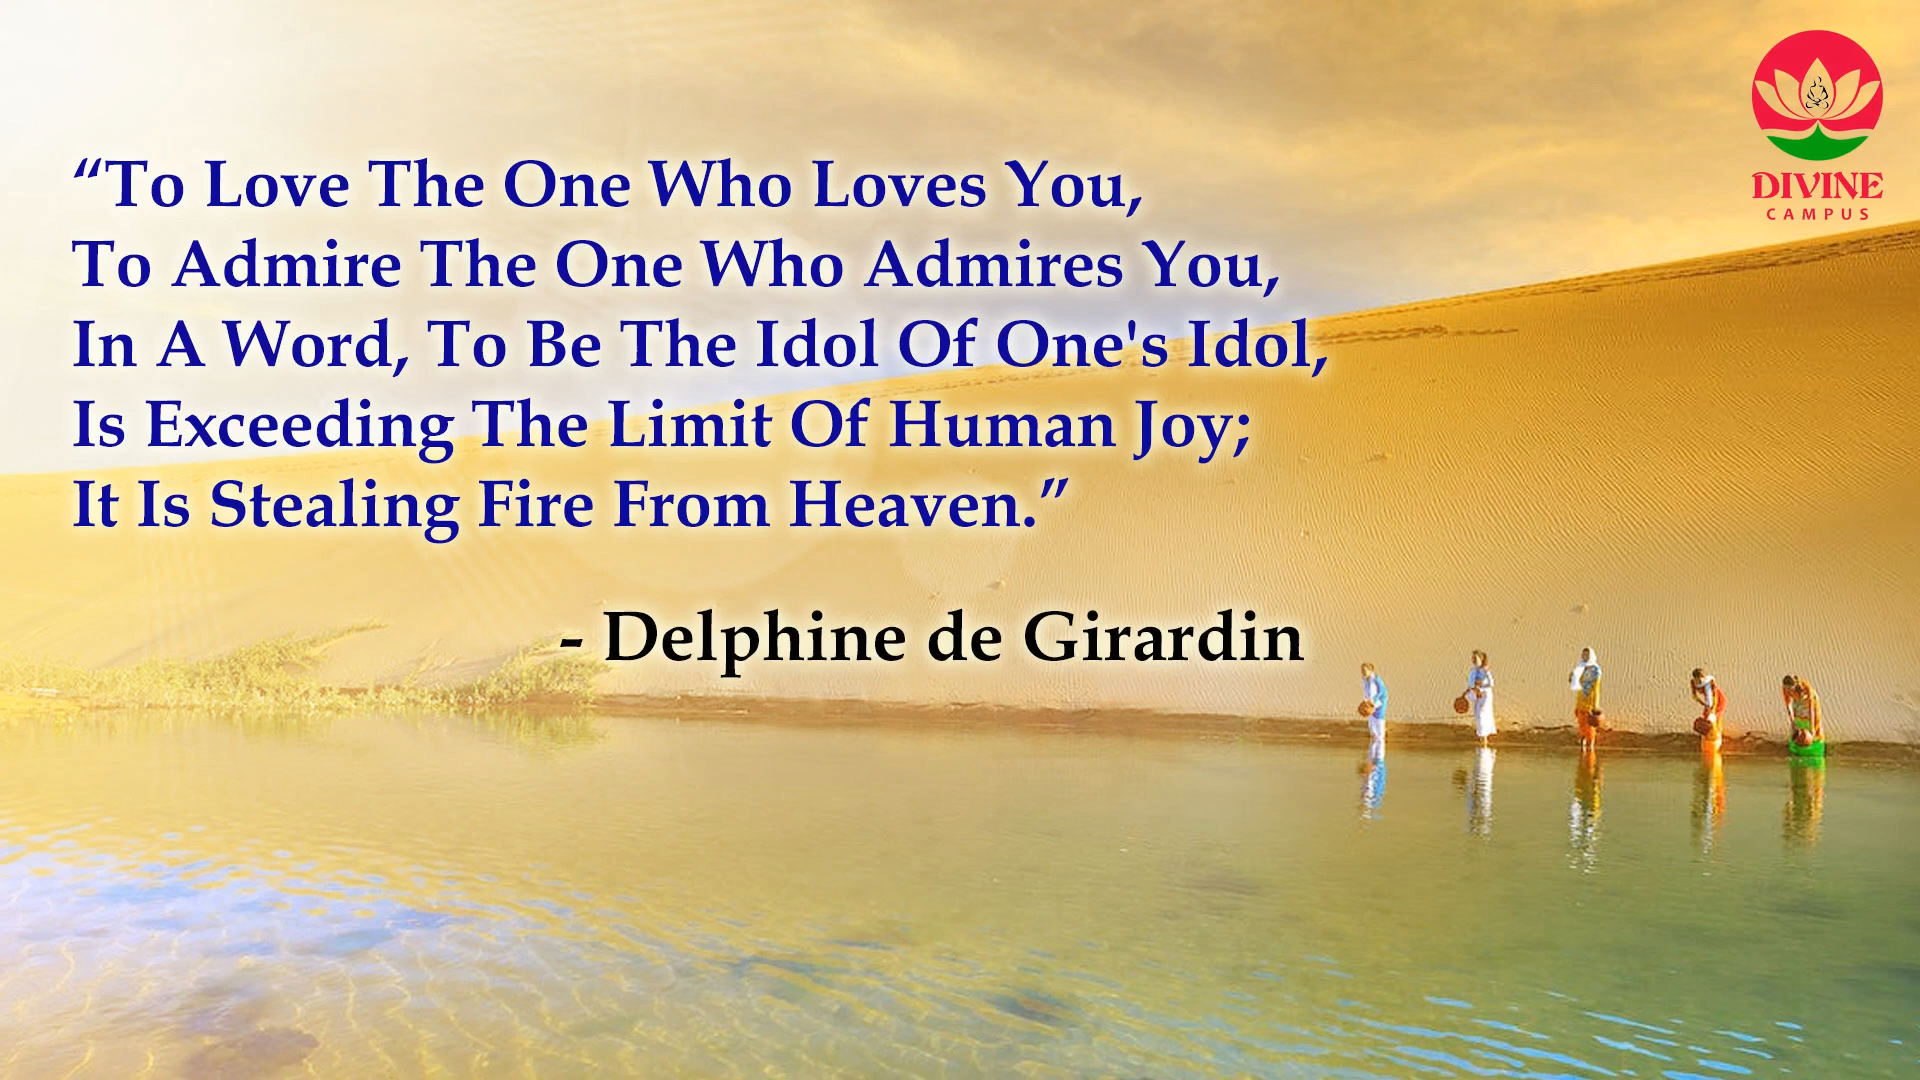 “To Love The One Who Loves You,
To Admire The One Who Admires You,
In A Word, To Be The Idol Of One's Idol,
Is Exceeding The Limit Of Human Joy;
It Is Stealing Fire From Heaven.”
- Delphine de Girardin
DIVINE
CAMPUS